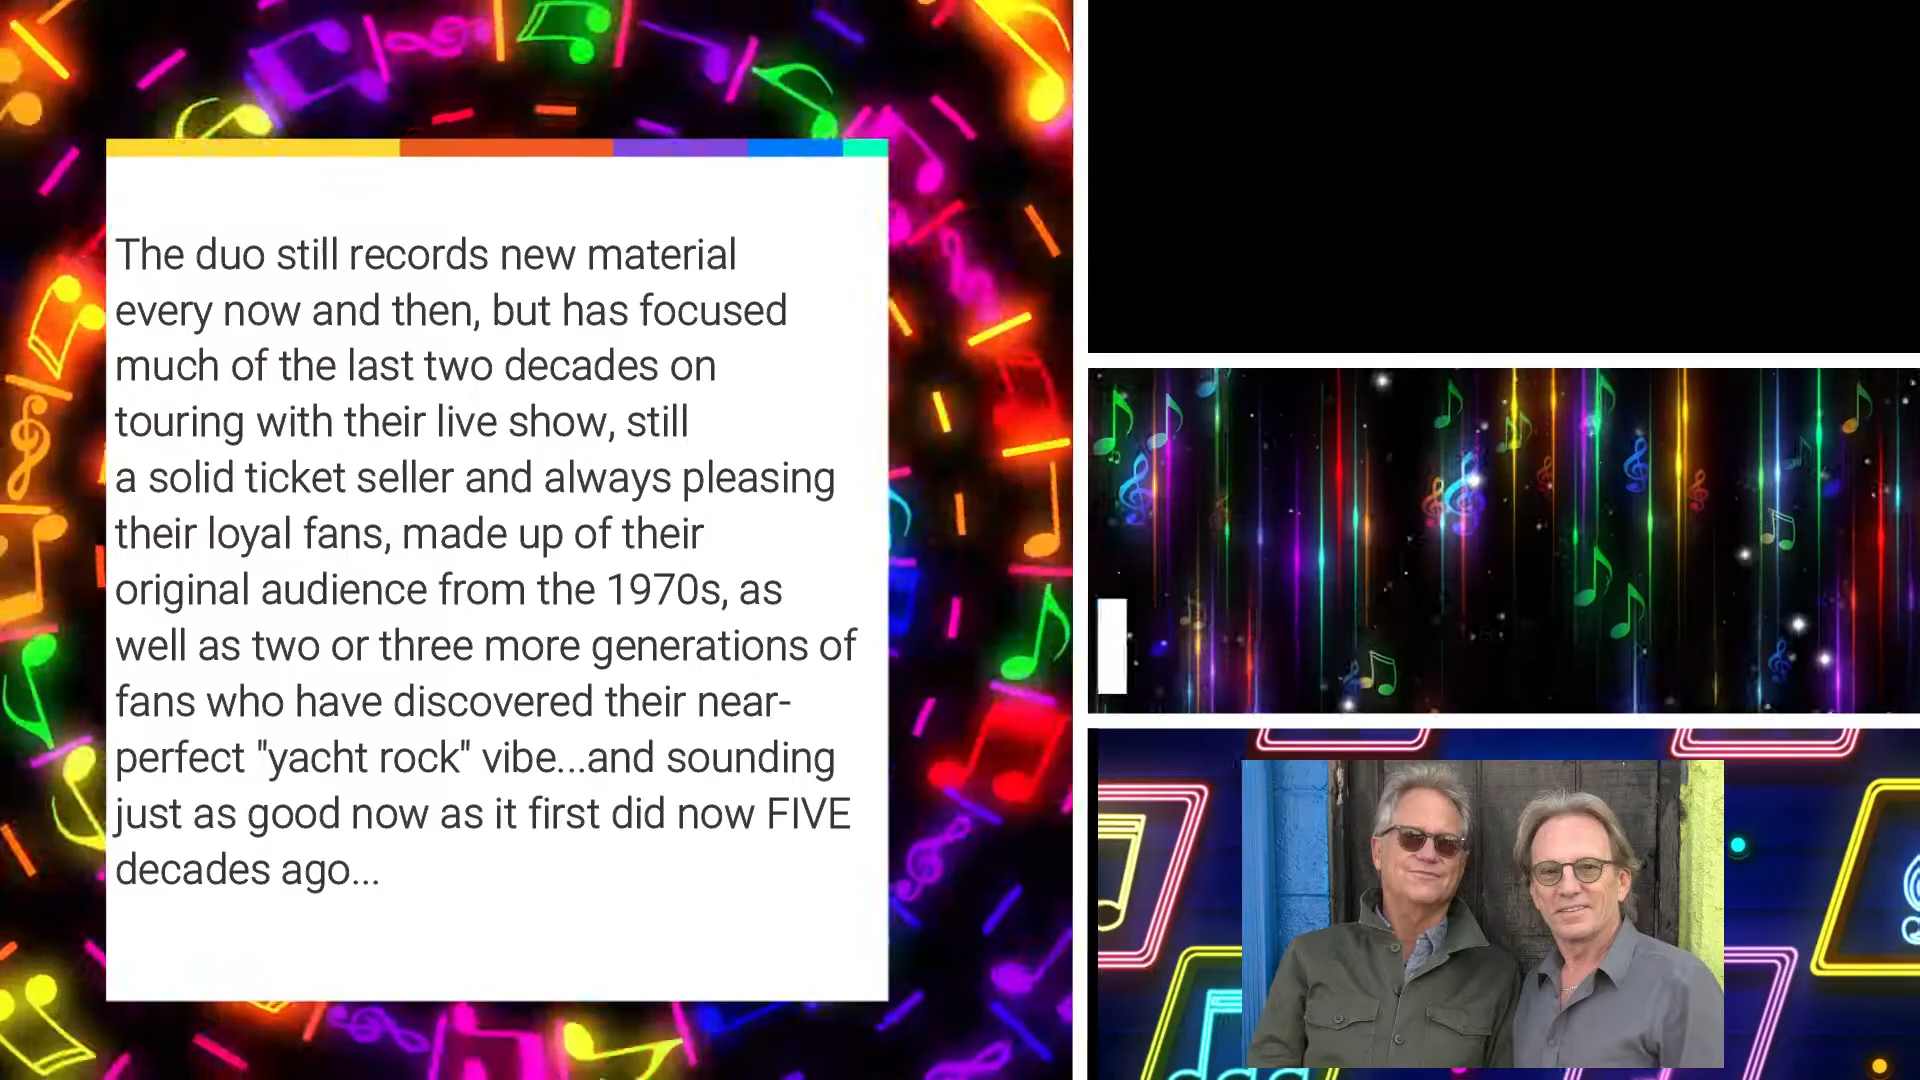 The duo still records new material
every now and then, but has focused
much of the last two decades on
touring with their live show, still
a solid ticket seller and always pleasing
their loyal fans, made up of their
original audience from the 1970s, as
well as two or three more generations of
fans who have discovered their near-
perfect "yacht rock" vibe...and sounding
just as good now as it first did now FIVE
decades ago...